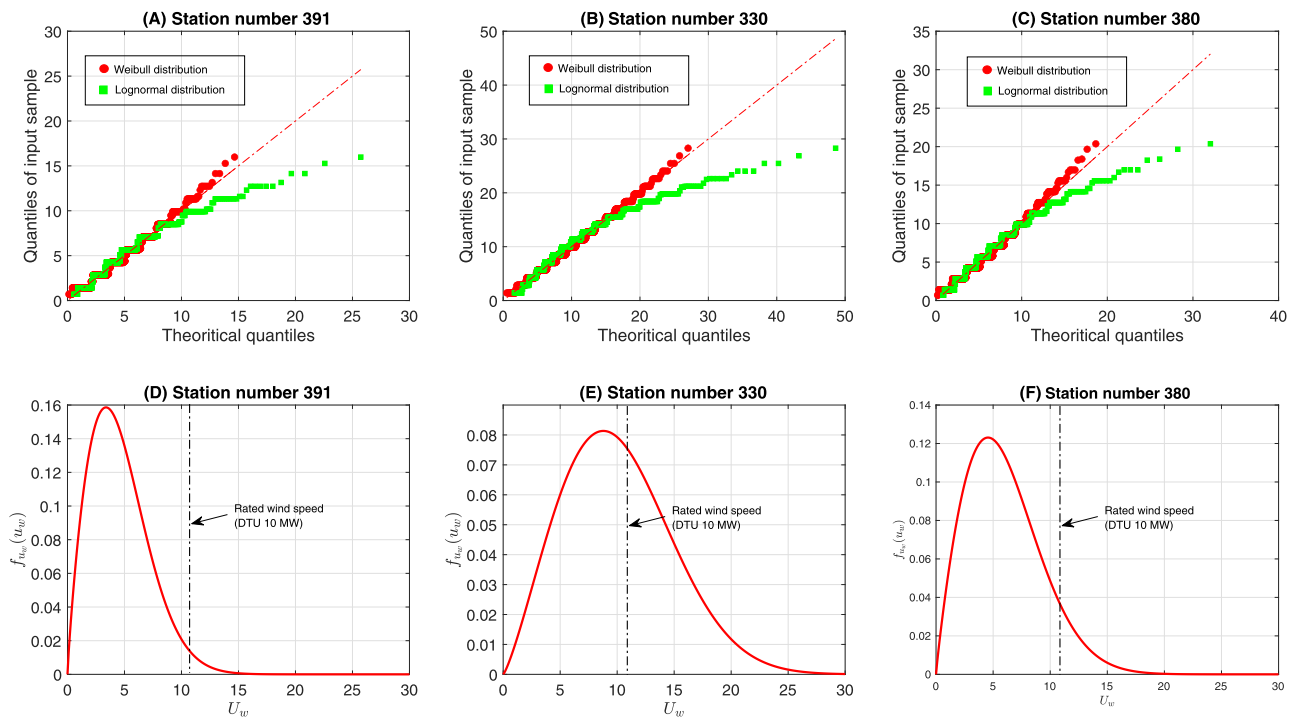 (A) Station number 391
30
25
20
15
10
5
0
Quantiles of input sample
Weibull distribution
Lognormal distribution
0 5 10 15 20 25 30
Theoritical quantiles
(B) Station number 330
50
40
30
20
10
0
Quantiles of input sample
Weibull distribution
Lognormal distribution
0 10 20 30 40 50
Theoritical quantiles
(C) Station number 380
35
30
25
20
15
10
5
0
Quantiles of input sample
Weibull distribution
Lognormal distribution
0 10 20 30 40
Theoritical quantiles
(D) Station number 391
0.16
0.14
0.12
0.1
0.08
0.06
0.04
0.02
0
f_{u_w}(u_w)
Rated wind speed
(DTU 10 MW)
0 5 10 15 20 25 30
U_w
(E) Station number 330
0.08
0.07
0.06
0.05
0.04
0.03
0.02
0.01
0
f_{u_w}(u_w)
Rated wind speed
(DTU 10 MW)
0 5 10 15 20 25 30
U_w
(F) Station number 380
0.14
0.12
0.1
0.08
0.06
0.04
0.02
0
f_{u_w}(u_w)
Rated wind speed
(DTU 10 MW)
0 5 10 15 20 25 30
U_w